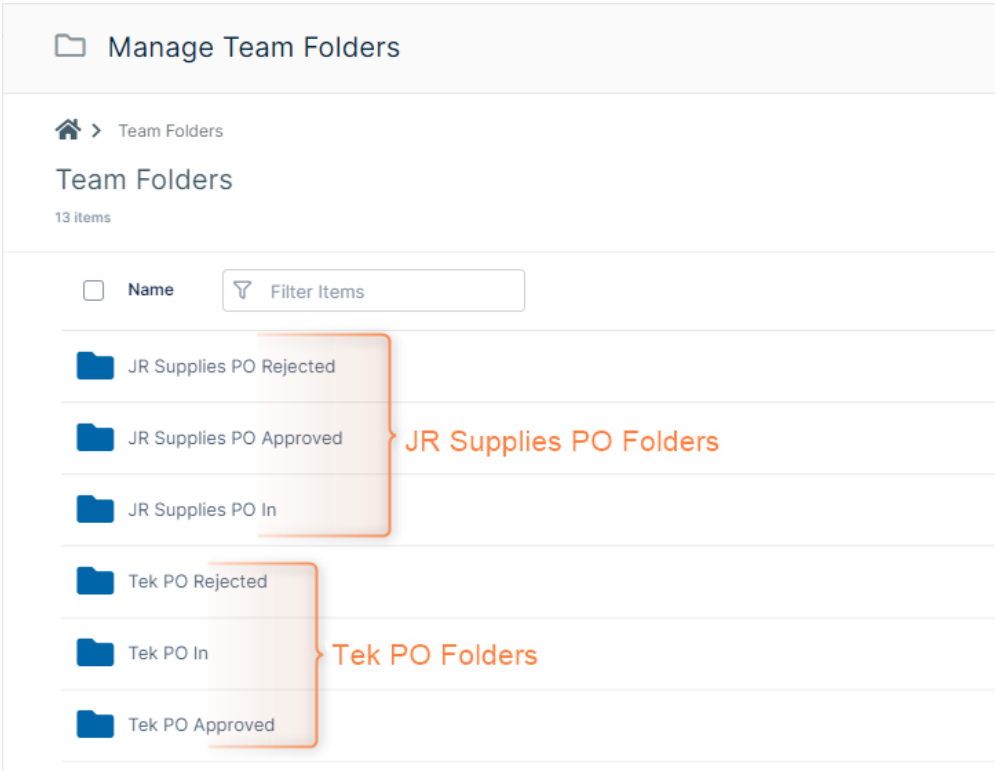 Manage Team Folders
Team Folders
Team Folders
13 items
Name
Filter Items
JR Supplies PO Rejected
JR Supplies PO Approved
JR Supplies PO Folders
JR Supplies PO In
Tek PO Rejected
Tek PO In
Tek PO Folders
Tek PO Approved